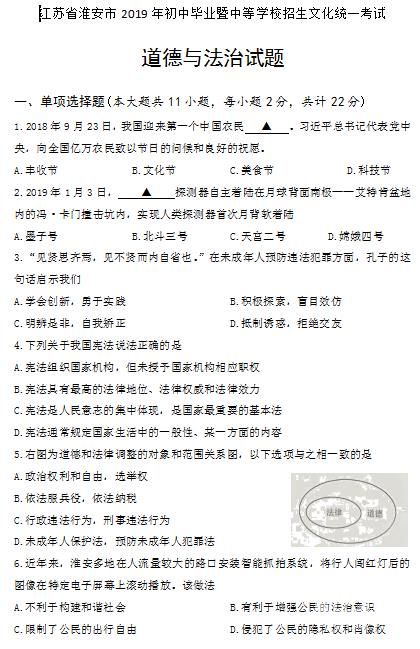 江苏省淮安市2019年初中毕业暨中等学校招生文化统一考试
道德与法治试题
一、单项选择题(本大题共11小题，每小题2分，共计22分)
1.2018年9月23日,我国迎来第一个中国农民 ▲ 。习近平总书记代表党中
央，向全国亿万农民致以节日的问候和良好的祝愿。
A.丰收节 B.文化节 C.美食节 D.科技节
2.2019年1月3日， ▲ 探测器自主着陆在月球背面南极——艾特肯盆地
内的冯·卡门撞击坑内，实现人类探测器首次月背软着陆
A.墨子号 B.北斗三号 C.天宫二号 D.嫦娥四号
3.“见贤思齐焉，见不贤而内自省也。”在未成年人预防违法犯罪方面，孔子的这
句话启示我们
A.学会创新，勇于实践 B.积极探索，盲目效仿
C.明辨是非，自我矫正 D.抵制诱惑，拒绝交友
4.下列关于我国宪法说法正确的是
A.宪法组织国家机构，但未授予国家机构相应职权
B.宪法具有最高的法律地位、法律权威和法律效力
C.宪法是人民意志的集中体现，是国家最重要的基本法
D.宪法通常规定国家生活中的一般性、某一方面的内容
5.右图为道德和法律调整的对象和范围关系图，以下选项与之相一致的是
A.政治权利和自由，选举权
B.依法服兵役，依法纳税
C.行政违法行为，刑事违法行为
D.未成年人保护法，预防未成年人犯罪法
法律 道德
6.近年来，淮安多地在人流量较大的路口安装智能抓拍系统，将行人闯红灯后的
图像在特定电子屏幕上滚动播放。该做法
A.不利于构建和谐社会 B.有利于增强公民的法治意识
C.限制了公民的出行自由 D.侵犯了公民的隐私权和肖像权